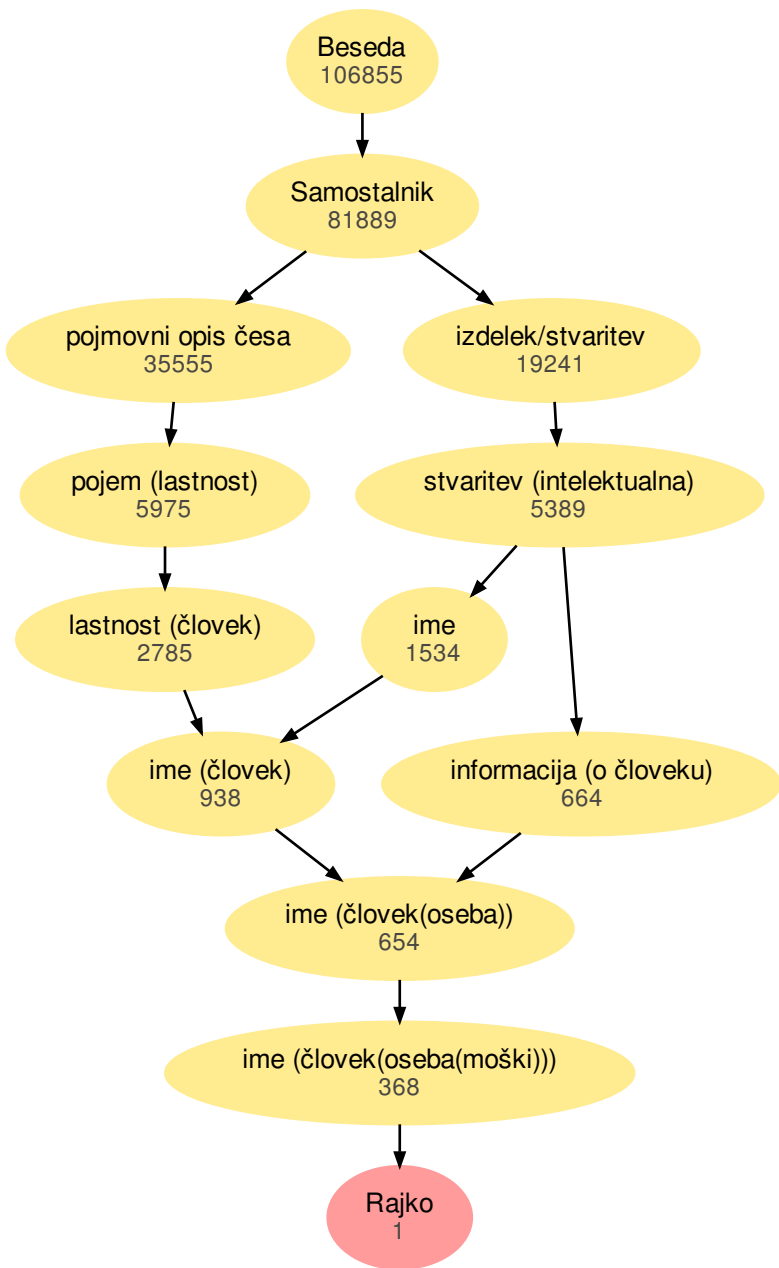 Beseda
106855
Samostalnik
81889
pojmovni opis česa
35555
izdelek/stvaritev
19241
pojem (lastnost)
5975
stvaritev (intelektualna)
5389
lastnost (človek)
2785
ime
1534
ime (človek)
938
informacija (o človeku)
664
ime (človek(oseba))
654
ime (človek(oseba(moški)))
368
Rajko
1